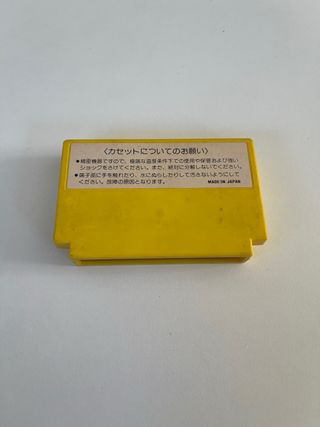 〈カセットについてのお願い〉
●精密機器ですので、極端な温度条件下での使用や保管および強い
ショックをさけてください。また、絶対に分解しないでください。
●端子部に手を触れたり、水にぬらしたりして汚さないようにして
ください。故障の原因となります。
MADE IN JAPAN